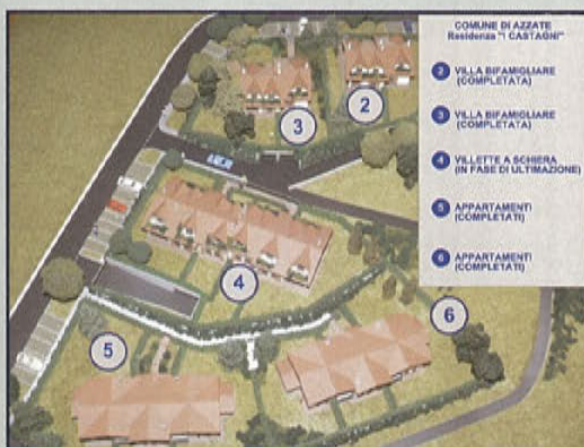 COMUNE DI AZZATE
Residenza "I CASTAGNI"
2 VILLA BIFAMIGLIARE
(COMPLETATA)
3 VILLA BIFAMIGLIARE
(COMPLETATA)
4 VILLETTE A SCHIERA
(IN FASE DI ULTIMAZIONE)
5 APPARTAMENTI
(COMPLETATI)
6 APPARTAMENTI
(COMPLETATI)
2
3
4
6
5